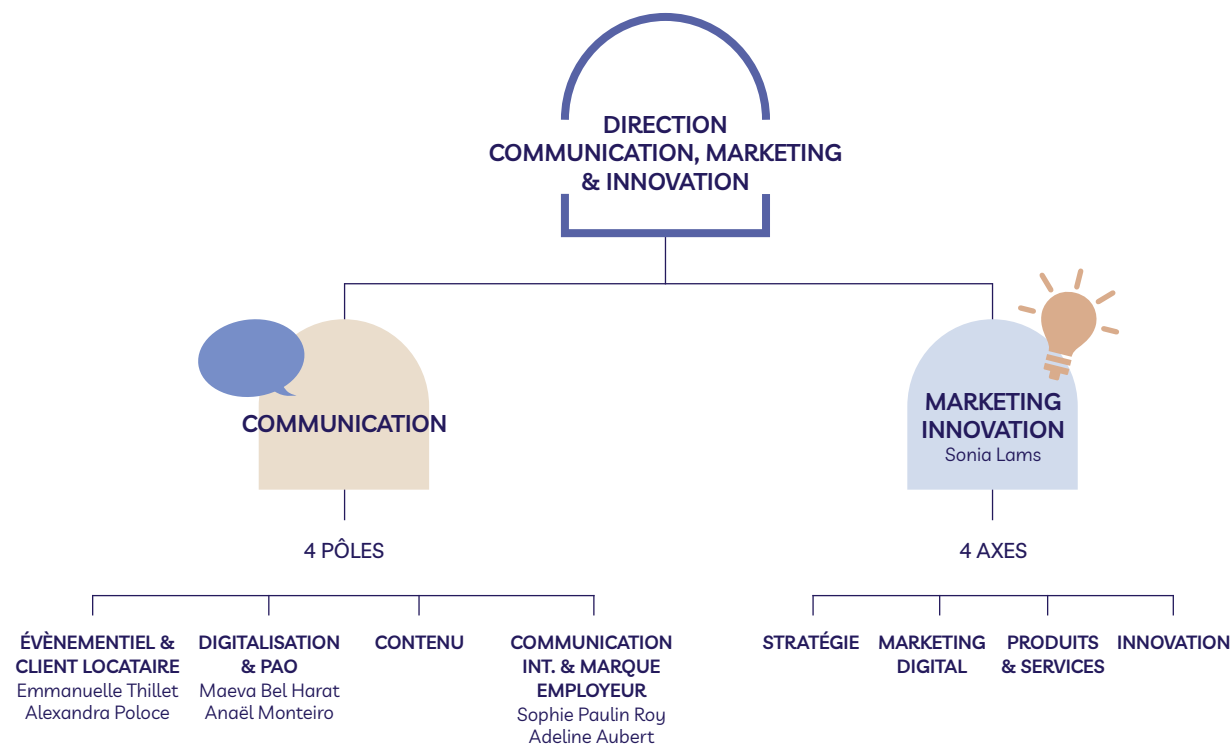 DIRECTION
COMMUNICATION, MARKETING
& INNOVATION
COMMUNICATION
MARKETING
INNOVATION
Sonia Lams
4 PÔLES
4 AXES
ÉVÈNEMENTIEL &
CLIENT LOCATAIRE
Emmanuelle Thillet
Alexandra Poloce
DIGITALISATION
& PAO
Maeva Bel Harat
Anaël Monteiro
CONTENU
COMMUNICATION
INT. & MARQUE
EMPLOYEUR
Sophie Paulin Roy
Adeline Aubert
STRATÉGIE
MARKETING
DIGITAL
PRODUITS
& SERVICES
INNOVATION